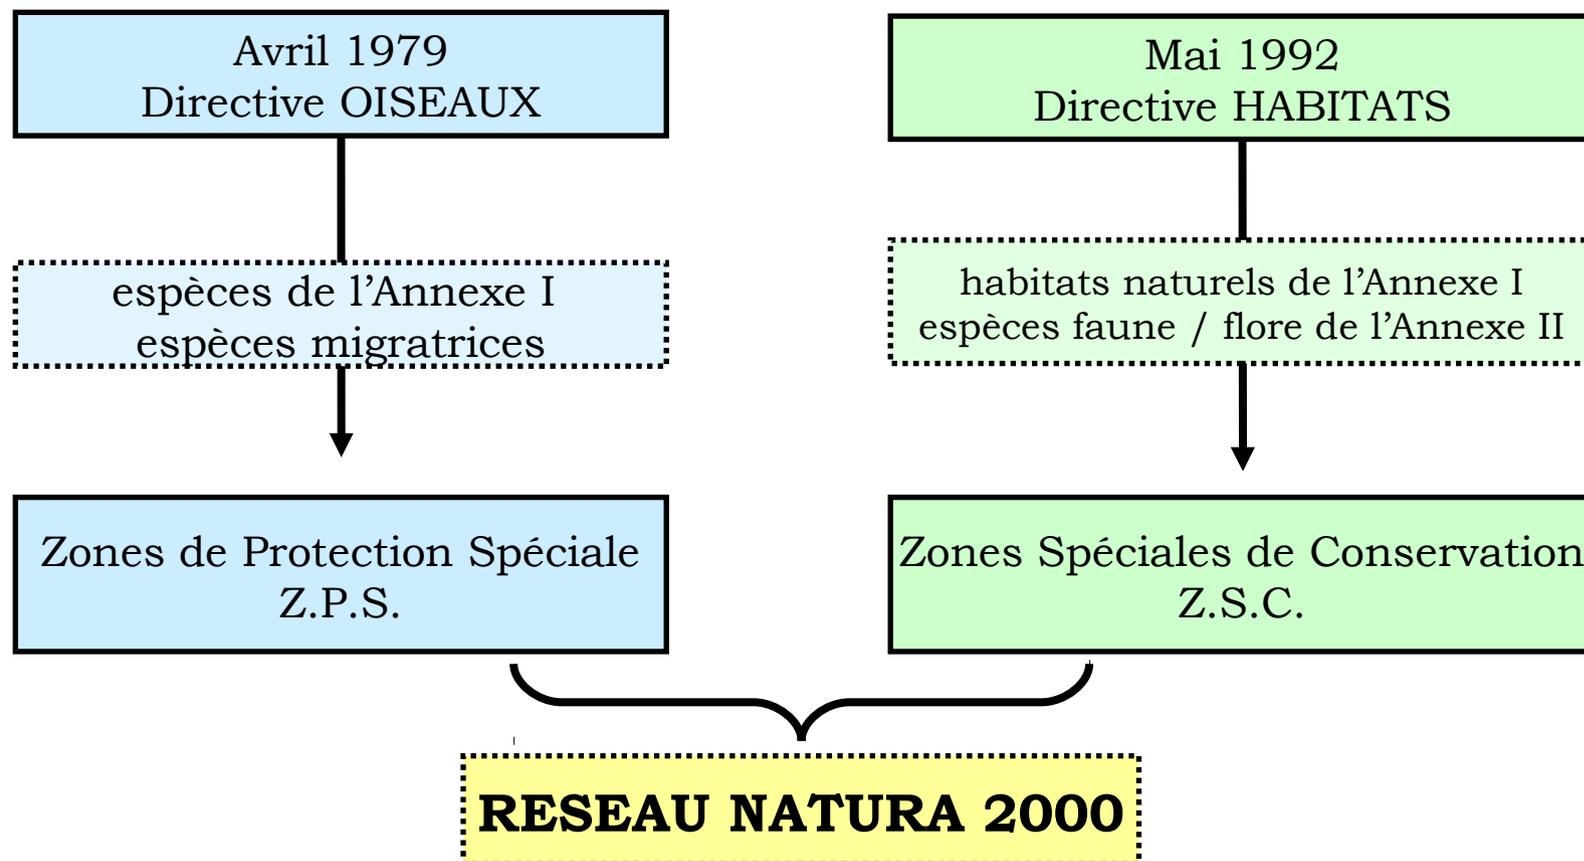 Avril 1979
Directive OISEAUX
Mai 1992
Directive HABITATS
espèces de l’Annexe I
espèces migratrices
habitats naturels de l’Annexe I
espèces faune / flore de l’Annexe II
Zones de Protection Spéciale
Z.P.S.
Zones Spéciales de Conservation
Z.S.C.
RESEAU NATURA 2000